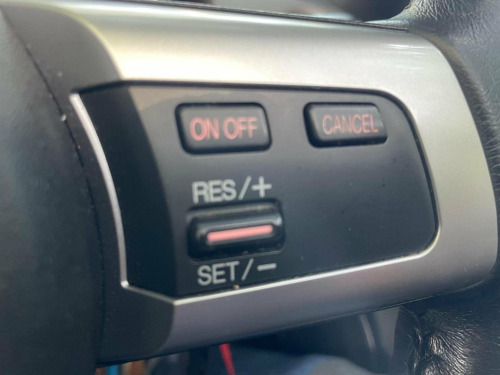 ON OFF
CANCEL
RES/+
SET/-